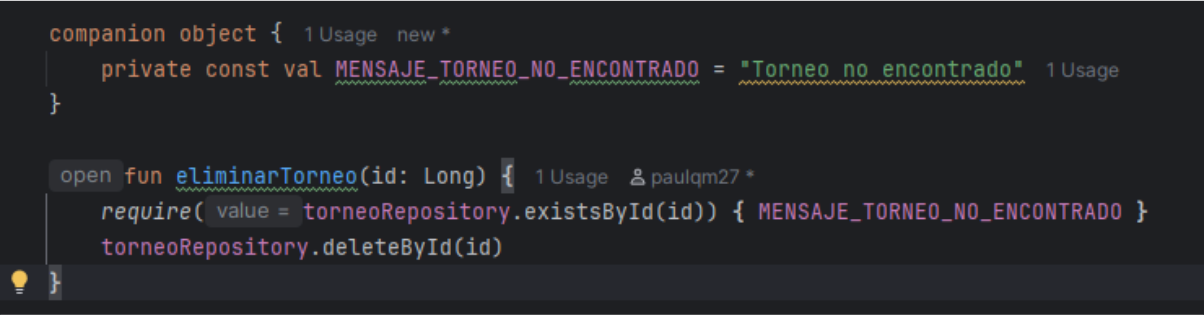 companion object { 1 Usage new *
private const val MENSAJE_TORNEO_NO_ENCONTRADO = "Torneo no encontrado" 1 Usage
}
open fun eliminarTorneo(id: Long) { 1 Usage paulqm27 *
require( value = torneoRepository.existsById(id)) { MENSAJE_TORNEO_NO_ENCONTRADO }
torneoRepository.deleteById(id)
}